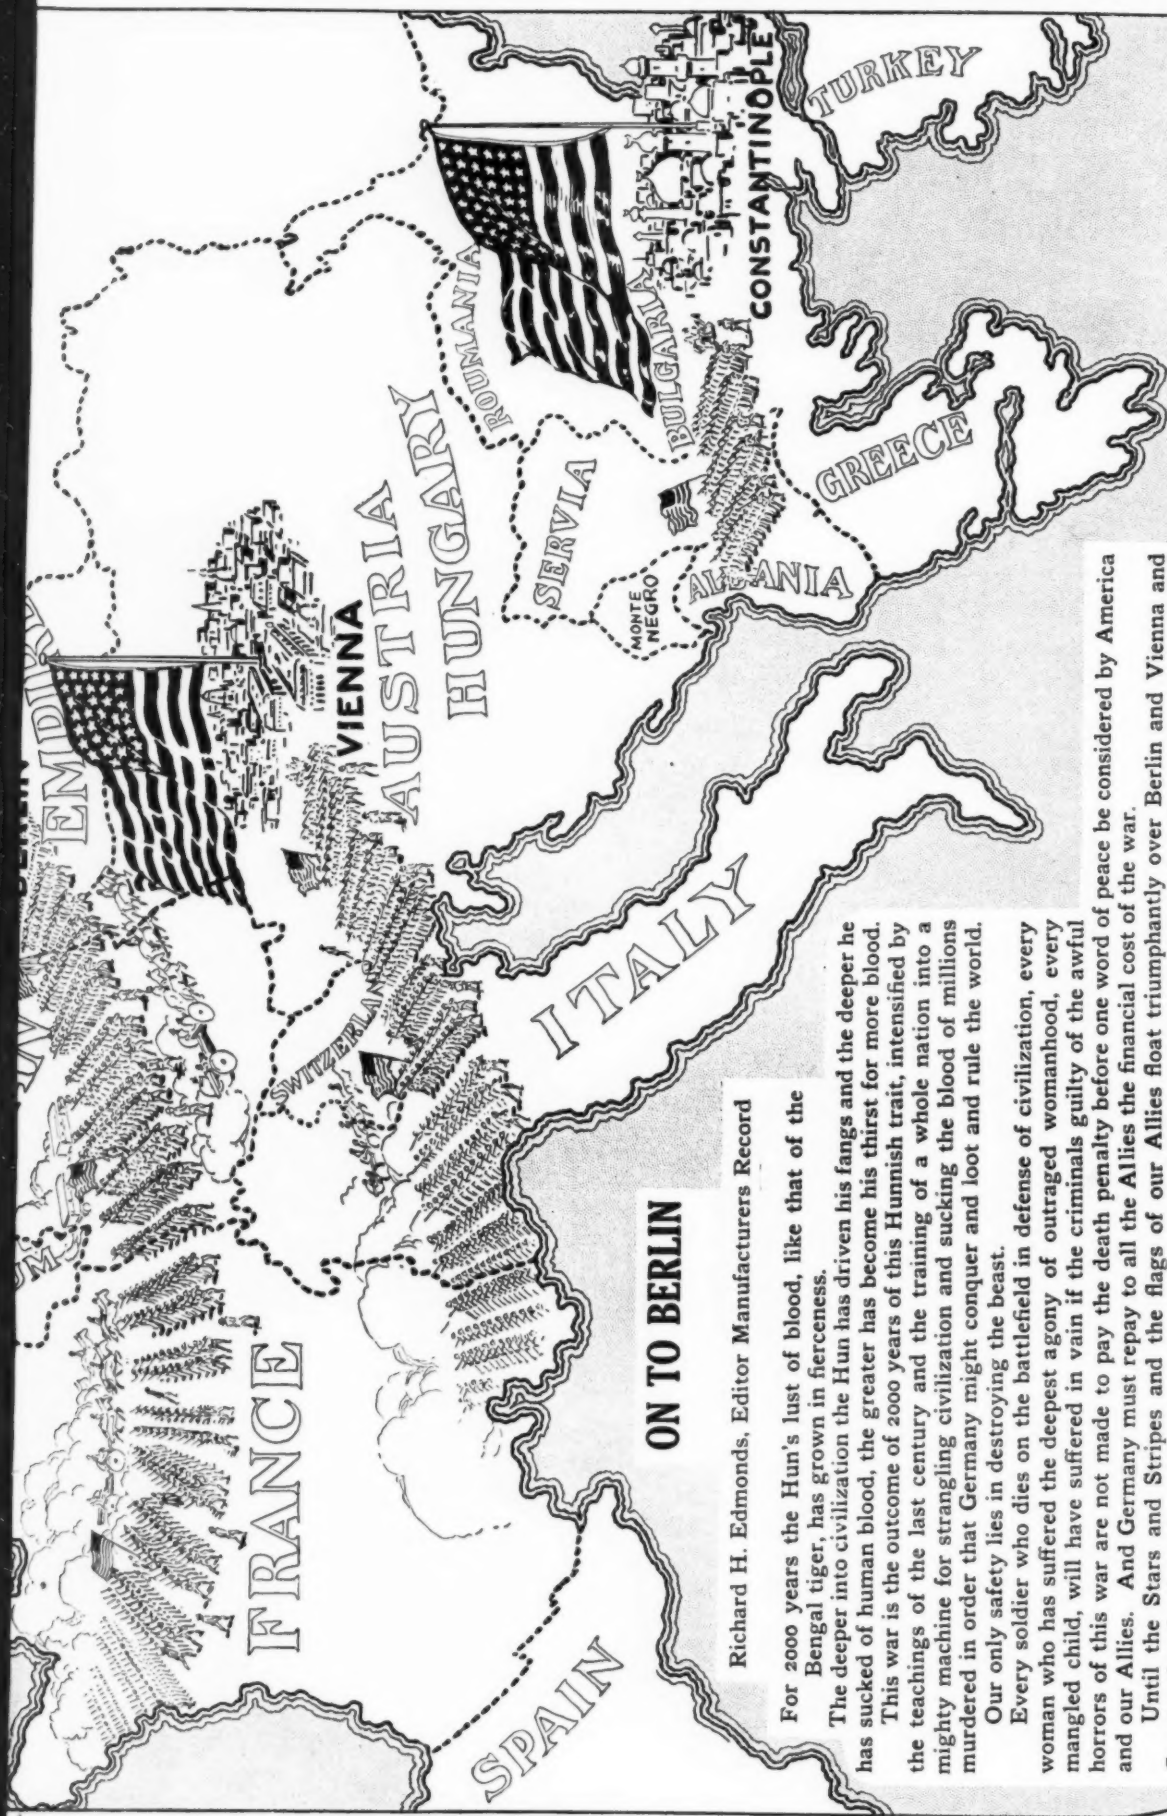 TURKEY
CONSTANTINOPLE
ROUMANIA
BULGARIA
GREECE
SERVIA
MONTE
NEGRO
VIENNA
AUSTRIA
HUNGARY
ITALY
SWITZERLAN
FRANCE
SPAIN
ON TO BERLIN
Richard H. Edmonds, Editor Manufacturers Record
For 2000 years the Hun's lust of blood, like that of the
Bengal tiger, has grown in fierceness.
The deeper into civilization the Hun has driven his fangs and the deeper he
has sucked of human blood, the greater has become his thirst for more blood.
This war is the outcome of 2000 years of this Hunnish trait, intensified by
the teachings of the last century and the training of a whole nation into a
mighty machine for strangling civilization and sucking the blood of millions
murdered in order that Germany might conquer and loot and rule the world.
Our only safety lies in destroying the beast.
Every soldier who dies on the battlefield in defense of civilization, every
woman who has suffered the deepest agony of outraged womanhood, every
mangled child, will have suffered in vain if the criminals guilty of the awful
horrors of this war are not made to pay the death penalty before one word of peace be considered by America
and our Allies. And Germany must repay to all the Allies the financial cost of the war.
Until the Stars and Stripes and the flags of our Allies float triumphantly over Berlin and Vienna and